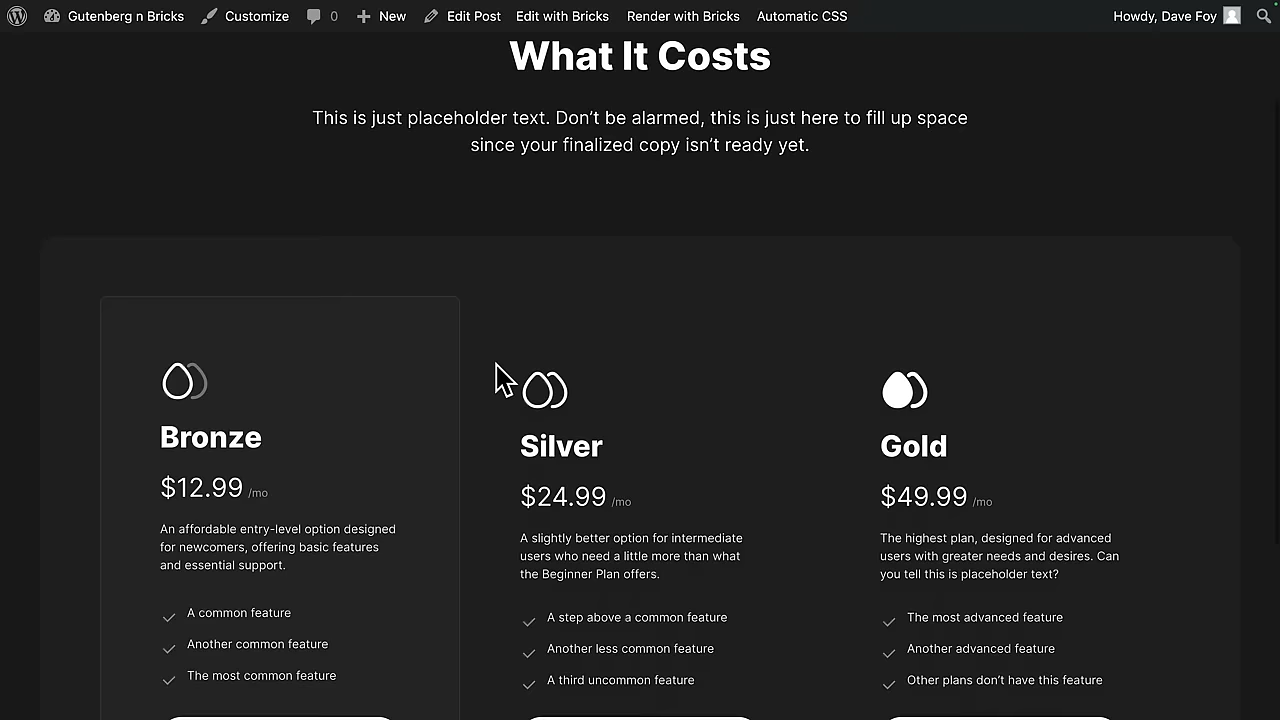 Gutenberg n Bricks Customize 0 New Edit Post Edit with Bricks Render with Bricks Automatic CSS Howdy, Dave Foy
What It Costs
This is just placeholder text. Don’t be alarmed, this is just here to fill up space
since your finalized copy isn’t ready yet.
Bronze
$12.99 /mo
An affordable entry-level option designed
for newcomers, offering basic features
and essential support.
A common feature
Another common feature
The most common feature
Silver
$24.99 /mo
A slightly better option for intermediate
users who need a little more than what
the Beginner Plan offers.
A step above a common feature
Another less common feature
A third uncommon feature
Gold
$49.99 /mo
The highest plan, designed for advanced
users with greater needs and desires. Can
you tell this is placeholder text?
The most advanced feature
Another advanced feature
Other plans don’t have this feature